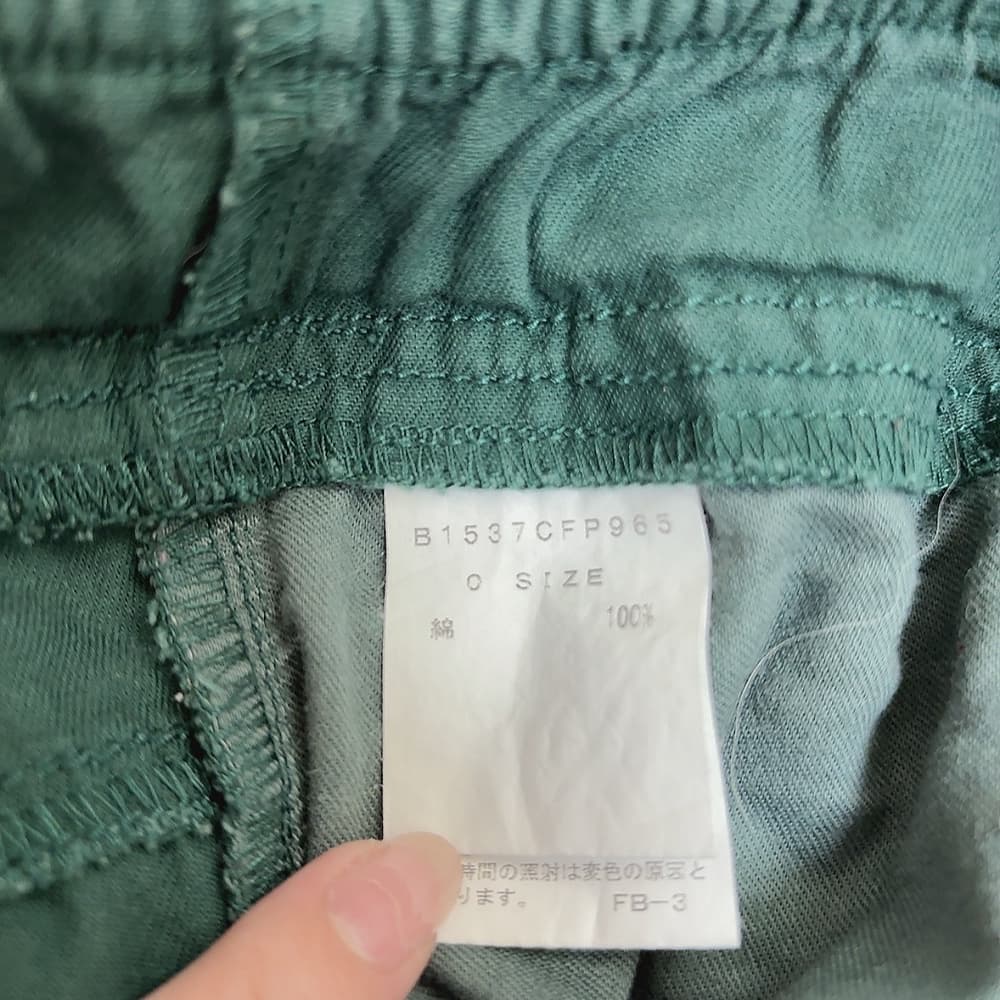 B1537CFP965
0 SIZE
綿 100%
時間の照射は変色の原因と
ります。 FB-3